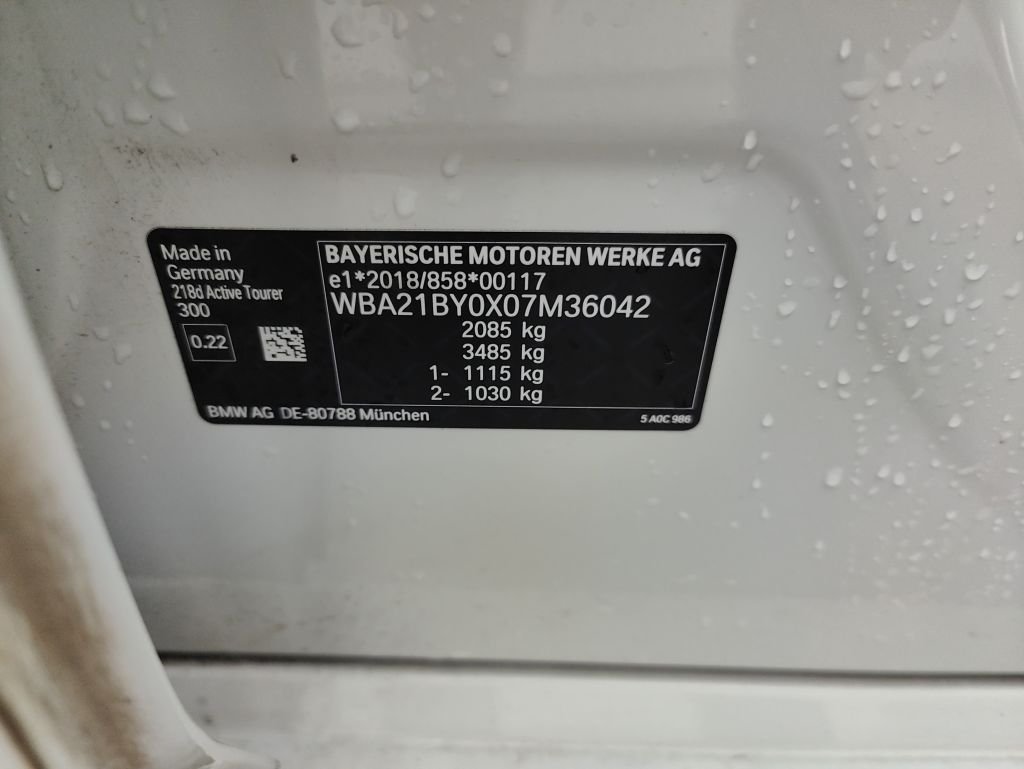 Made in
Germany
218d Active Tourer
300
0.22
BAYERISCHE MOTOREN WERKE AG
e1*2018/858*00117
WBA21BY0X07M36042
2085 kg
3485 kg
1- 1115 kg
2- 1030 kg
BMW AG DE-80788 München
5 A0C 986